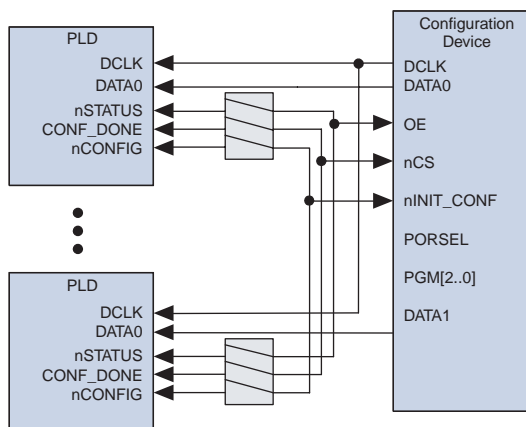 PLD
DCLK
DATA0
nSTATUS
CONF_DONE
nCONFIG
PLD
DCLK
DATA0
nSTATUS
CONF_DONE
nCONFIG
Configuration
Device
DCLK
DATA0
OE
nCS
nINIT_CONF
PORSEL
PGM[2..0]
DATA1